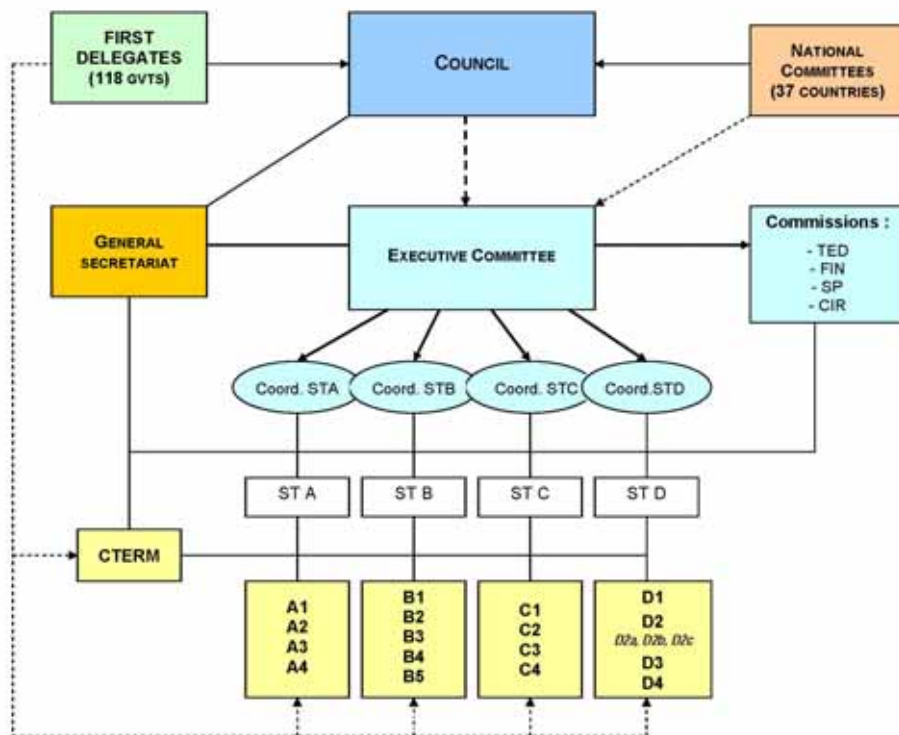 FIRST
DELEGATES
(118 GVTS)
COUNCIL
NATIONAL
COMMITTEES
(37 COUNTRIES)
GENERAL
SECRETARIAT
EXECUTIVE COMMITTEE
Commissions :
- TED
- FIN
- SP
- CIR
Coord. STA
Coord. STB
Coord. STC
Coord.STD
ST A
ST B
ST C
ST D
CTERM
A1
A2
A3
A4
B1
B2
B3
B4
B5
C1
C2
C3
C4
D1
D2
D2a, D2b, D2c
D3
D4